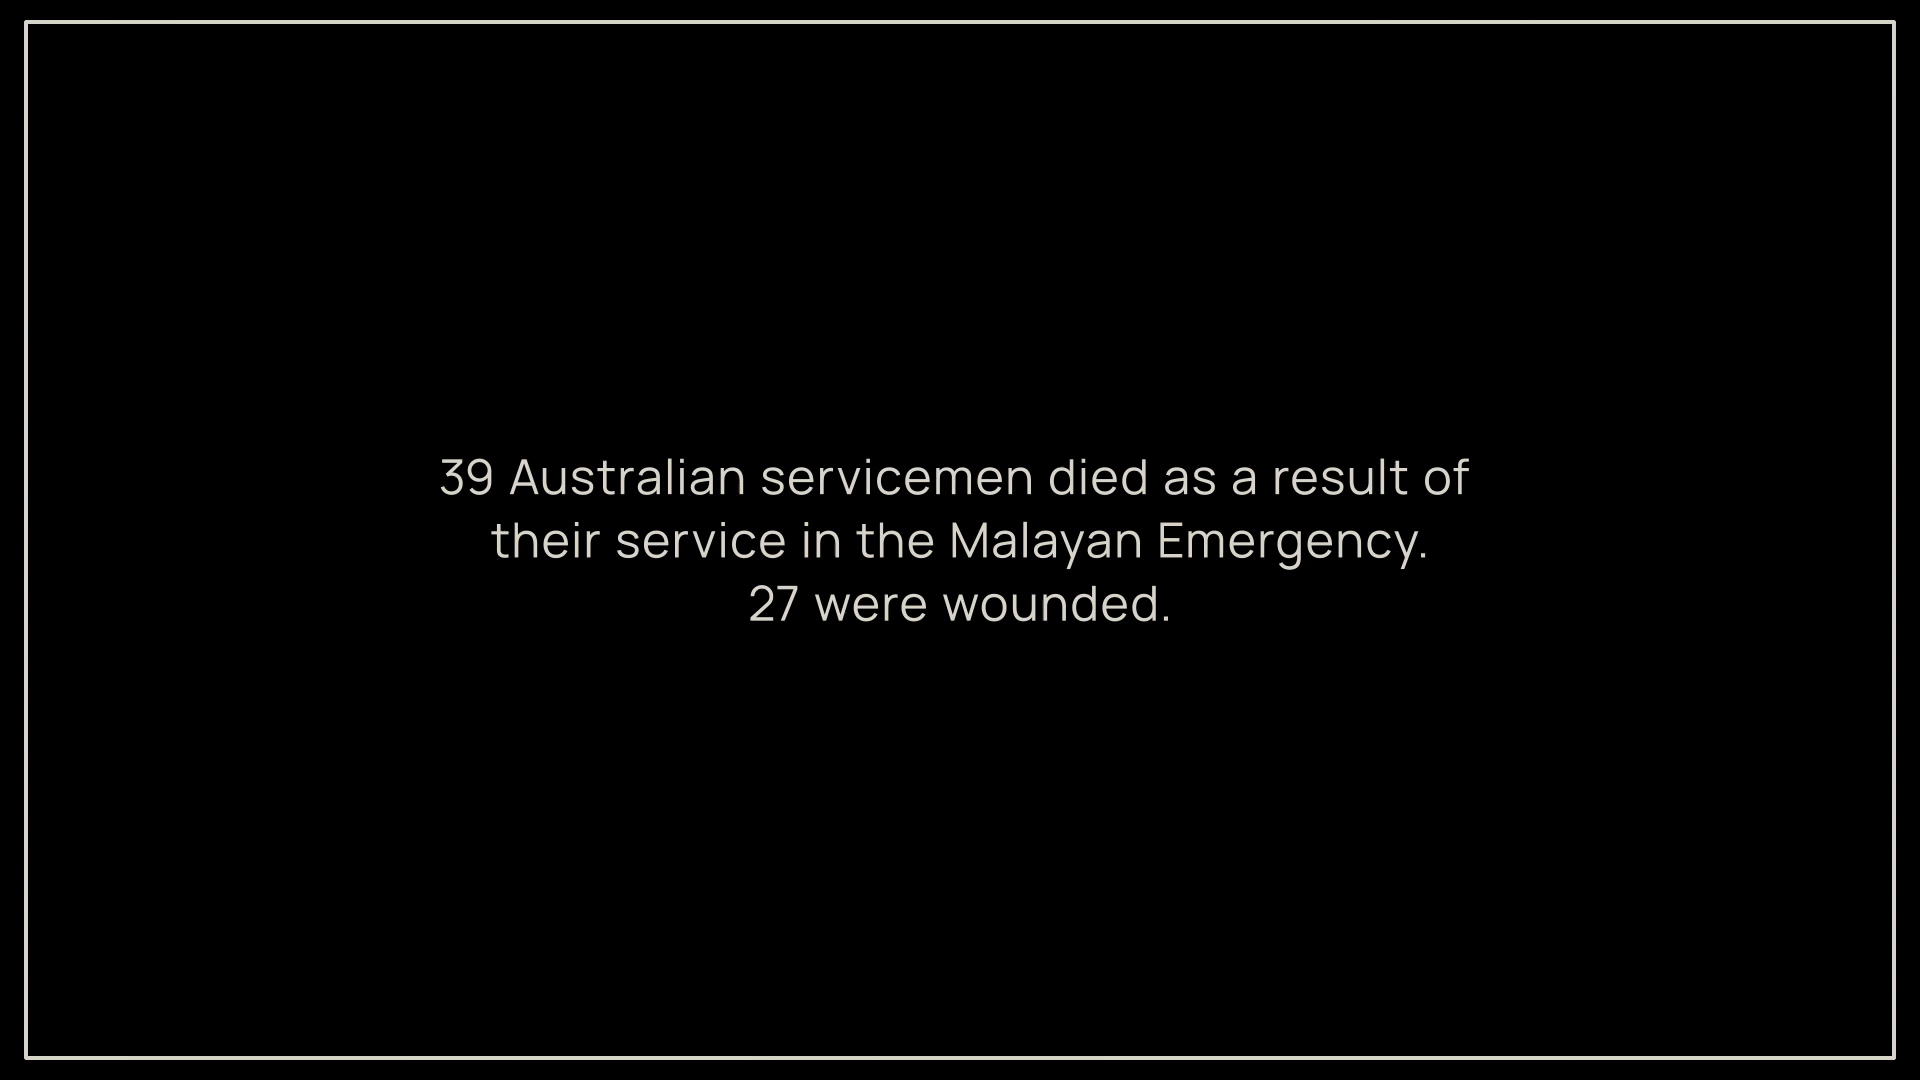 39 Australian servicemen died as a result of
their service in the Malayan Emergency.
27 were wounded.